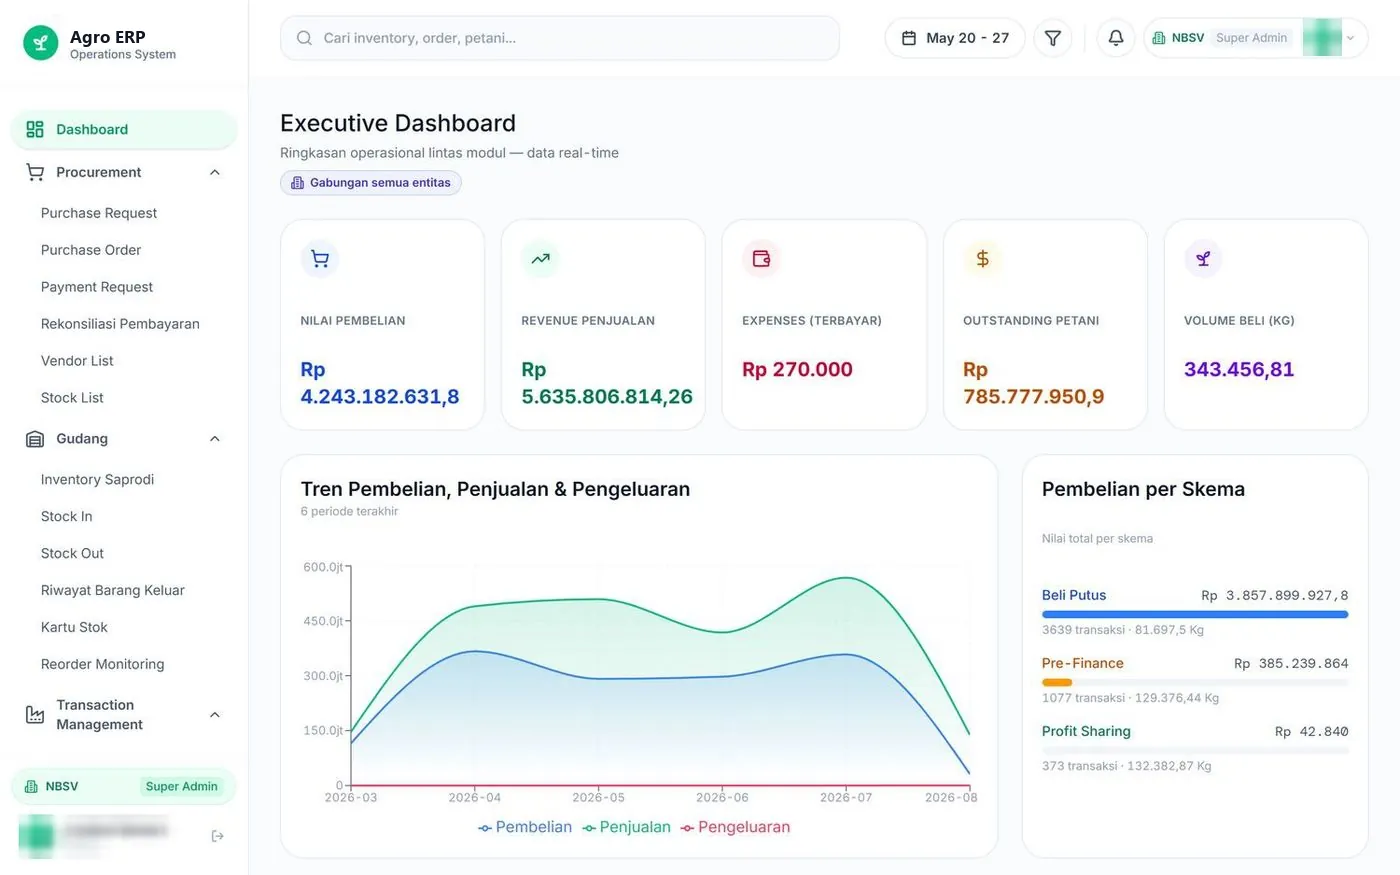 Agro ERP
Operations System
Cari inventory, order, petani...
May 20 - 27
NBSV
Super Admin
Dashboard
Procurement
Purchase Request
Purchase Order
Payment Request
Rekonsiliasi Pembayaran
Vendor List
Stock List
Gudang
Inventory Saprodi
Stock In
Stock Out
Riwayat Barang Keluar
Kartu Stok
Reorder Monitoring
Transaction
Management
NBSV
Super Admin
Executive Dashboard
Ringkasan operasional lintas modul — data real-time
Gabungan semua entitas
NILAI PEMBELIAN
Rp
4.243.182.631,8
REVENUE PENJUALAN
Rp
5.635.806.814,26
EXPENSES (TERBAYAR)
Rp 270.000
OUTSTANDING PETANI
Rp
785.777.950,9
VOLUME BELI (KG)
343.456,81
Tren Pembelian, Penjualan & Pengeluaran
6 periode terakhir
600.0jt
450.0jt
300.0jt
150.0jt
0
2026-03 2026-04 2026-05 2026-06 2026-07 2026-08
Pembelian Penjualan Pengeluaran
Pembelian per Skema
Nilai total per skema
Beli Putus Rp 3.857.899.927,8
3639 transaksi · 81.697,5 Kg
Pre-Finance Rp 385.239.864
1077 transaksi · 129.376,44 Kg
Profit Sharing Rp 42.840
373 transaksi · 132.382,87 Kg